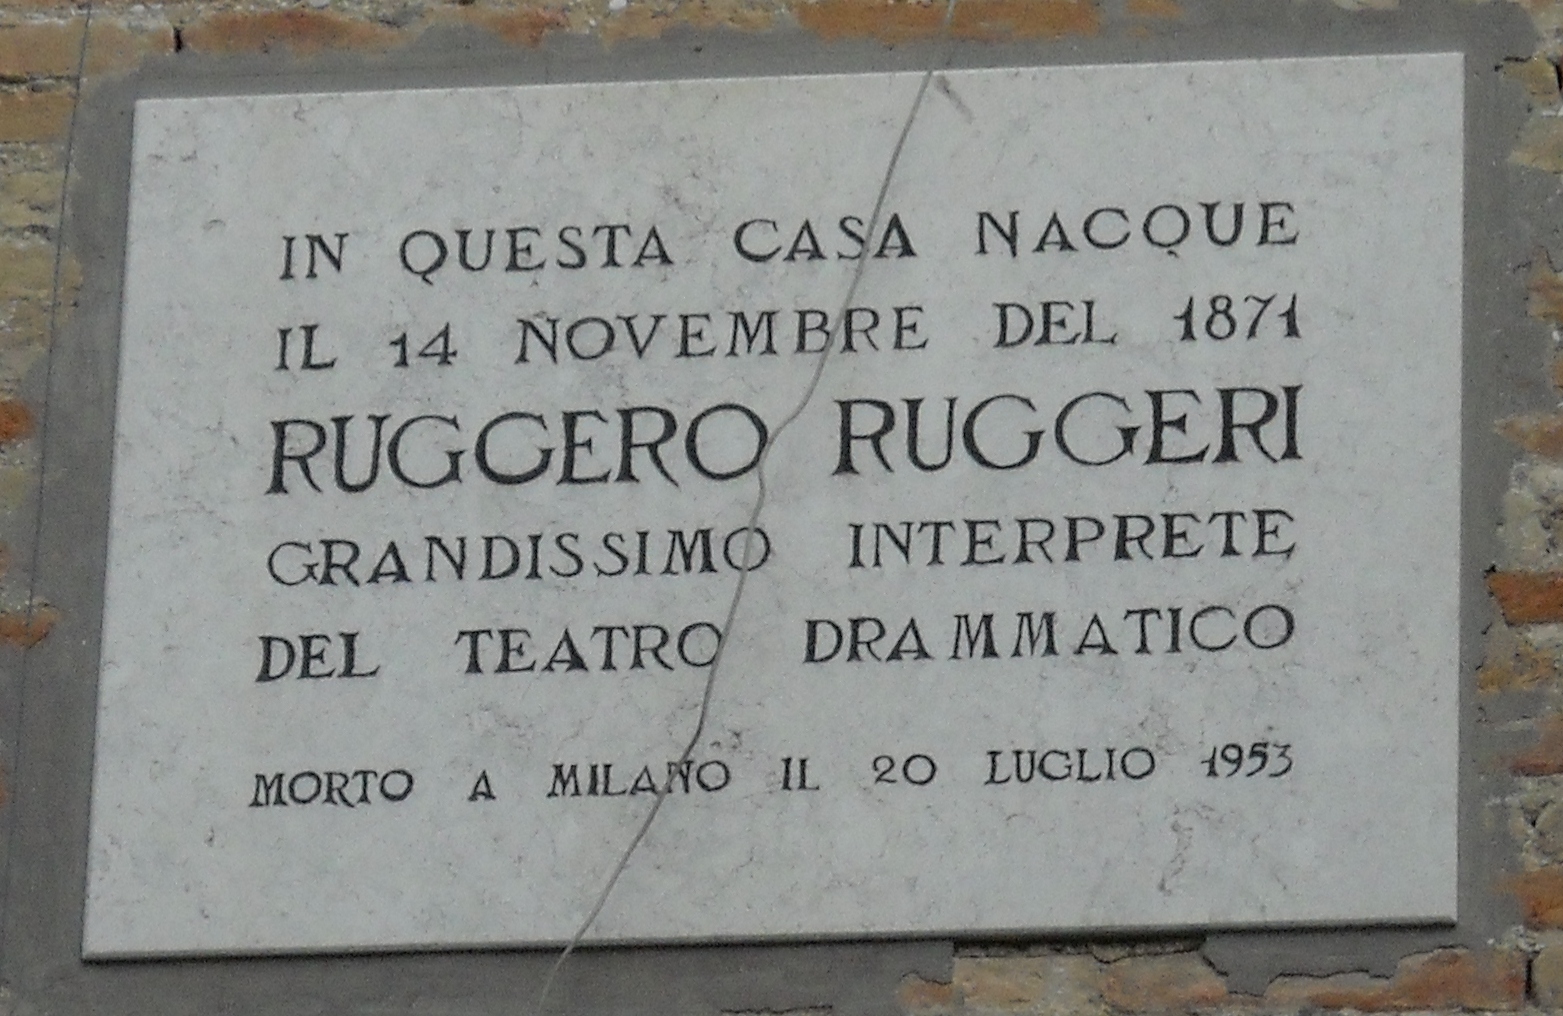 IN QUESTA CASA NACQUE
IL 14 NOVEMBRE DEL 1871
RUGGERO RUGGERI
GRANDISSIMO INTERPRETE
DEL TEATRO DRAMMATICO
MORTO A MILANO IL 20 LUGLIO 1953